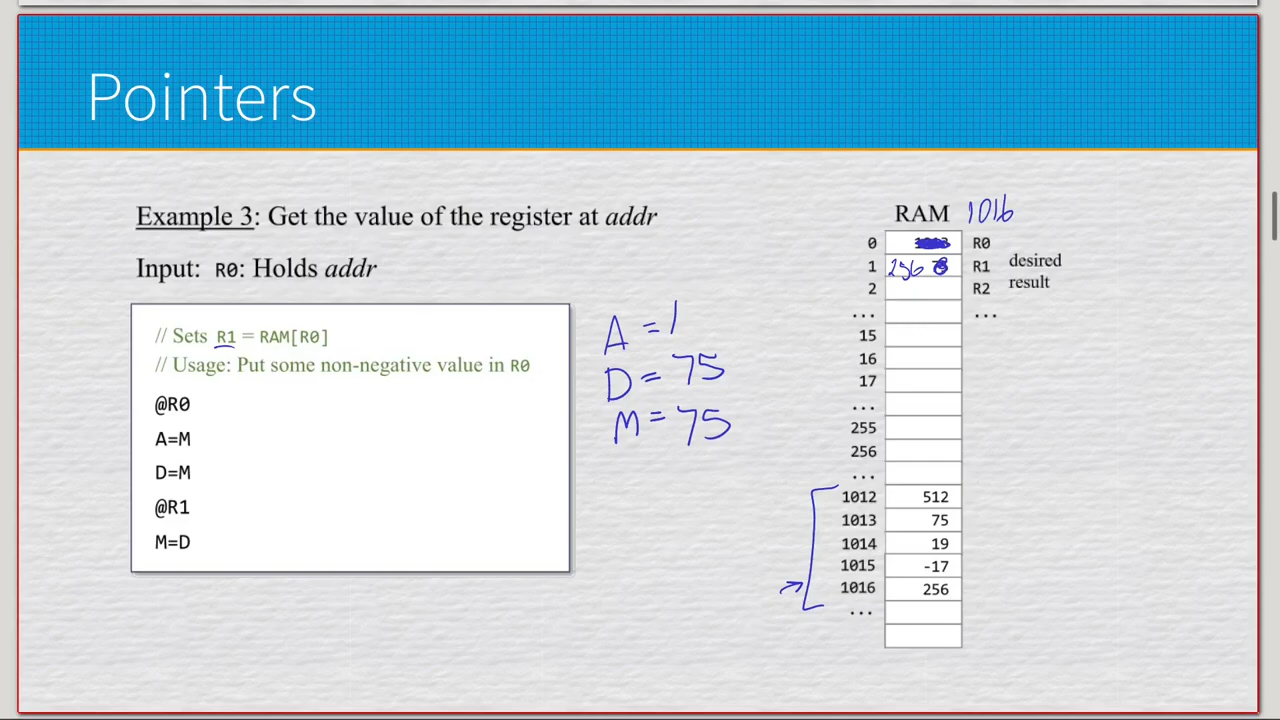 Pointers
Example 3: Get the value of the register at addr
Input: R0: Holds addr
// Sets R1 = RAM[R0]
// Usage: Put some non-negative value in R0
@R0
A=M
D=M
@R1
M=D
A = 1
D = 75
M = 75
RAM 1016
0 R0
1 256 R1 desired
2 R2 result
... ...
15
16
17
...
255
256
...
1012 512
1013 75
1014 19
1015 -17
1016 256
...